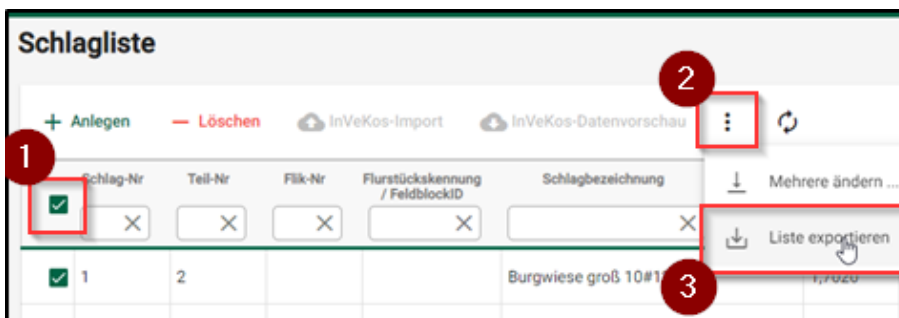 Schlagliste
2
+ Anlegen — Löschen InVeKos-Import InVeKos-Datenvorschau
1
Schlag-Nr Teil-Nr Flik-Nr Flurstückskennung / FeldblockID Schlagbezeichnung
Mehrere ändern ...
Liste exportieren
1 2 Burgwiese groß 1,7020
3